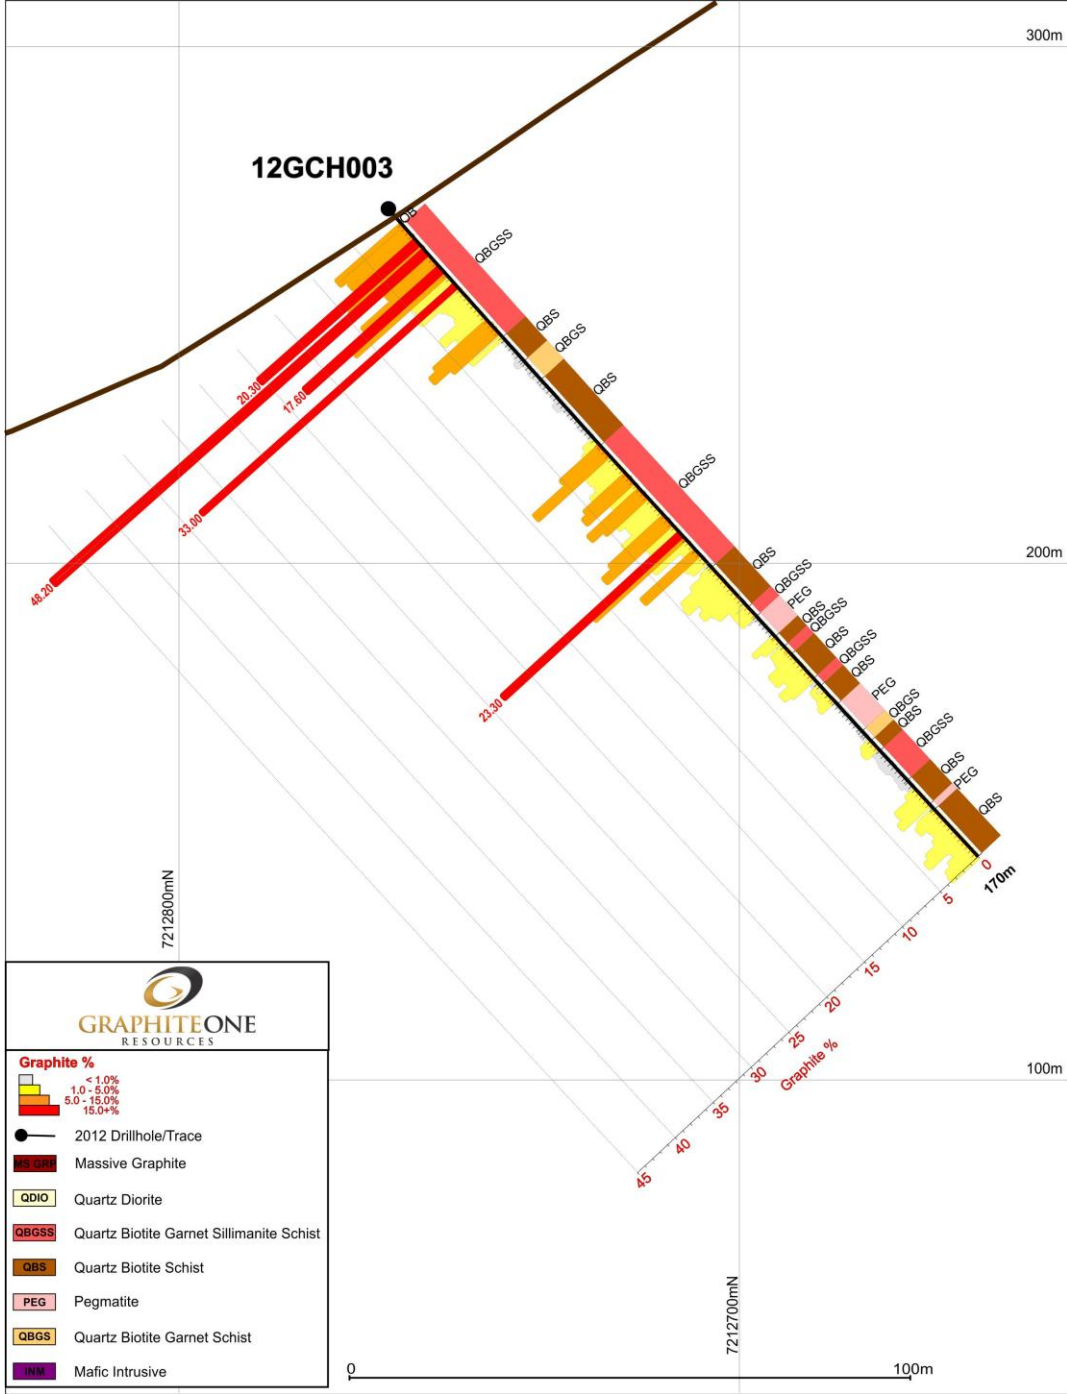 300m
12GCH003
OB
QBGSS
QBS
QBGS
QBS
20.30
17.60
33.00
48.20
QBGSS
200m
QBS
QBGSS
PEG
QBS
QBGSS
QBS
QBGSS
QBS
23.30
PEG
QBGS
QBS
QBGSS
QBS
PEG
QBS
0
170m
5
10
15
20
25
30
35
40
45
Graphite %
7212800mN
100m
7212700mN
GRAPHITEONE
RESOURCES
Graphite %
< 1.0%
1.0 - 5.0%
5.0 - 15.0%
15.0+%
2012 Drillhole/Trace
MS GRP Massive Graphite
QDIO Quartz Diorite
QBGSS Quartz Biotite Garnet Sillimanite Schist
QBS Quartz Biotite Schist
PEG Pegmatite
QBGS Quartz Biotite Garnet Schist
INM Mafic Intrusive
0 100m